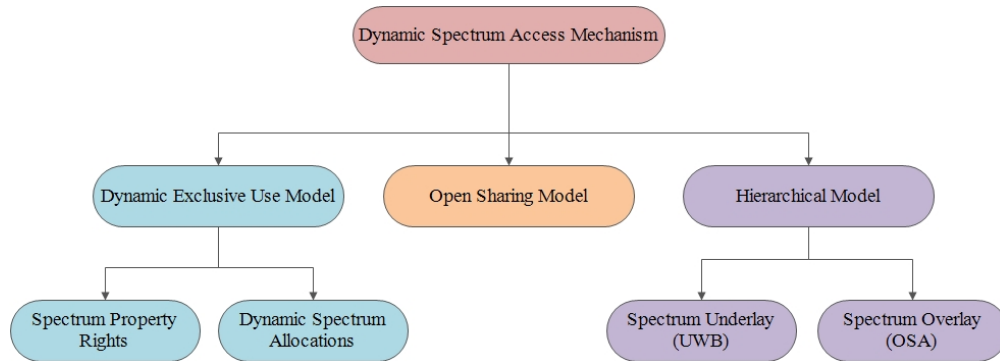 Dynamic Spectrum Access Mechanism
Dynamic Exclusive Use Model
Open Sharing Model
Hierarchical Model
Spectrum Property
Rights
Dynamic Spectrum
Allocations
Spectrum Underlay
(UWB)
Spectrum Overlay
(OSA)